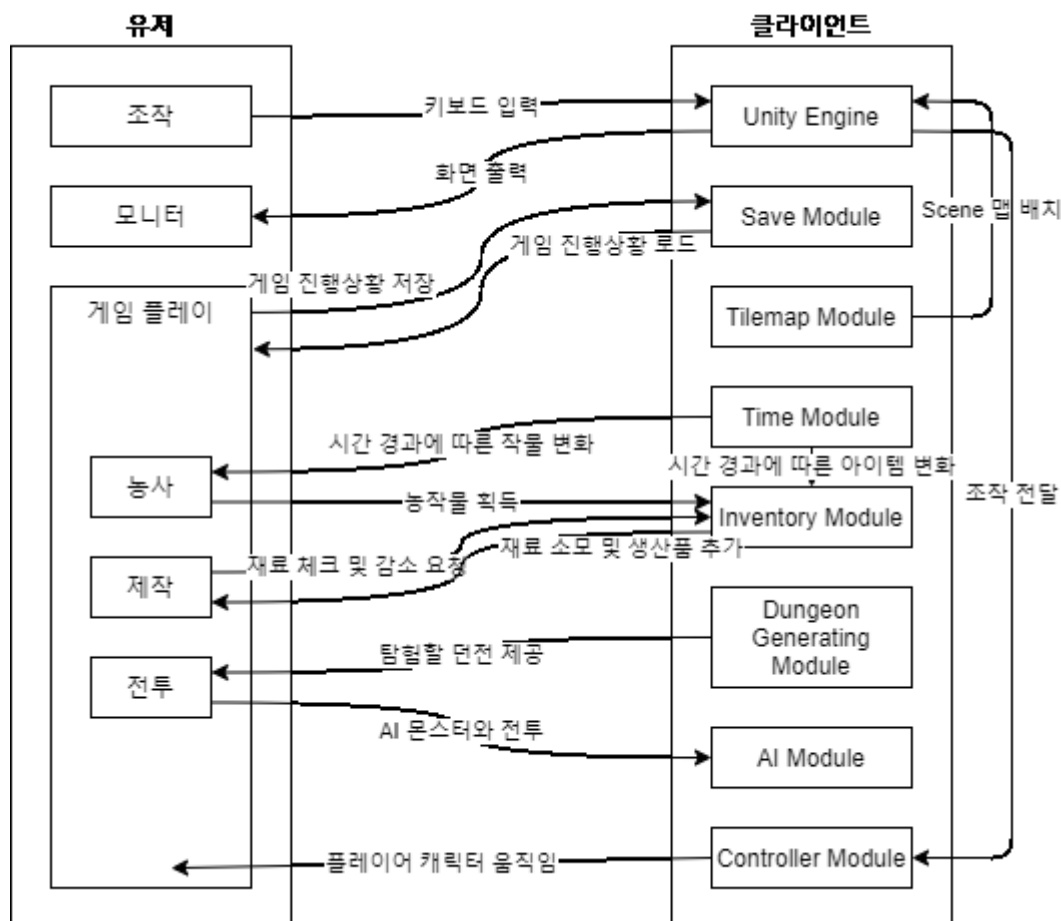 유제
클라이언트
조작
키보드 입력
Unity Engine
화면 출력
모니터
Save Module
Scene 맵 배치
게임 진행상황 로드
게임 진행상황 저장
게임 플레이
Tilemap Module
Time Module
시간 경과에 따른 작물 변화
시간 경과에 따른 아이템 변화
농사
농작물 획득
Inventory Module
조작 전달
재료 소모 및 생산품 추가
재료 체크 및 감소 요청
제작
Dungeon
Generating
Module
탐험할 던전 제공
전투
AI 몬스터와 전투
AI Module
플레이어 캐릭터 움직임
Controller Module